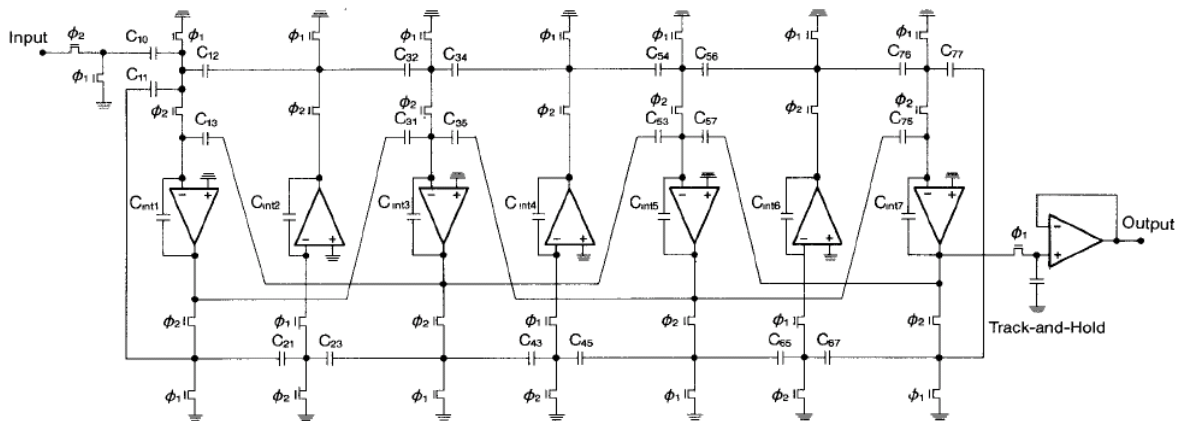 Input
ϕ2
C10
ϕ1
C12
ϕ1
C32
ϕ1
C34
ϕ1
C54
ϕ1
C56
ϕ1
C76
ϕ1
C77
ϕ1
C11
ϕ2
ϕ2
ϕ2
ϕ2
ϕ2
ϕ2
ϕ2
C13
C31
C35
C53
C57
C75
Cint1
Cint2
Cint3
Cint4
Cint5
Cint6
Cint7
ϕ1
Output
Track-and-Hold
ϕ2
ϕ1
ϕ2
ϕ1
ϕ2
ϕ1
ϕ2
C21
C23
C43
C45
C65
C67
ϕ1
ϕ2
ϕ1
ϕ2
ϕ1
ϕ2
ϕ1